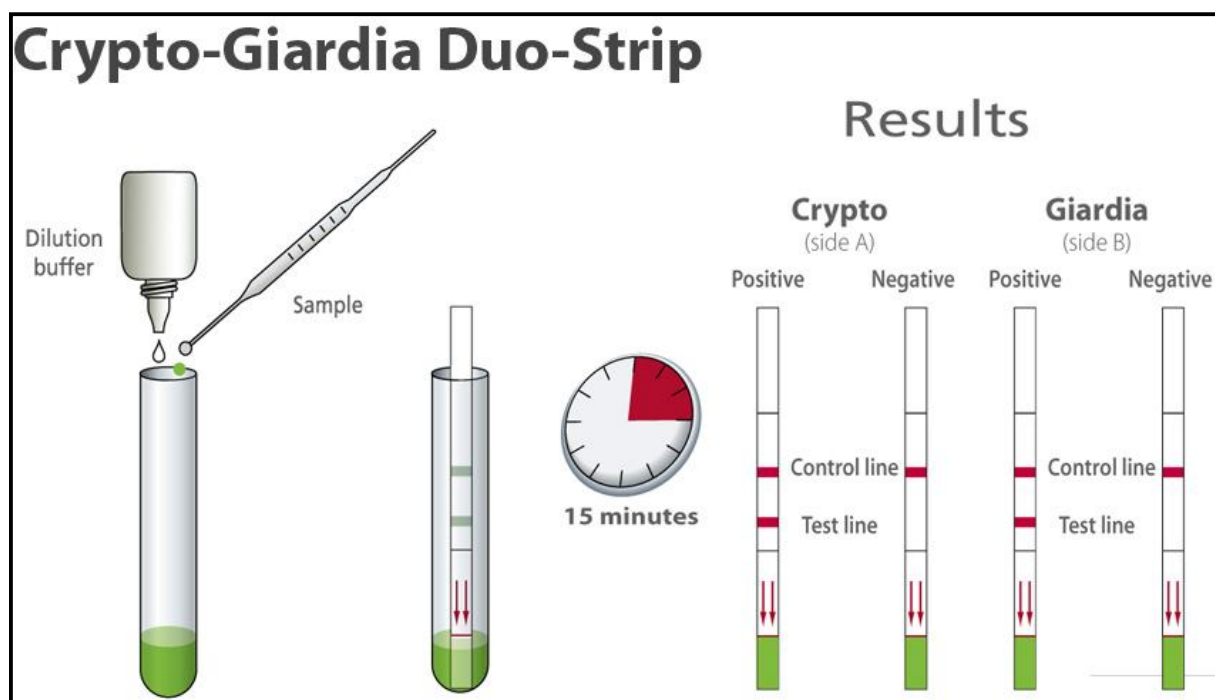 Crypto-Giardia Duo-Strip
Results
Dilution
buffer
Sample
15 minutes
Crypto
(side A)
Giardia
(side B)
Positive
Negative
Positive
Negative
Control line
Control line
Test line
Test line